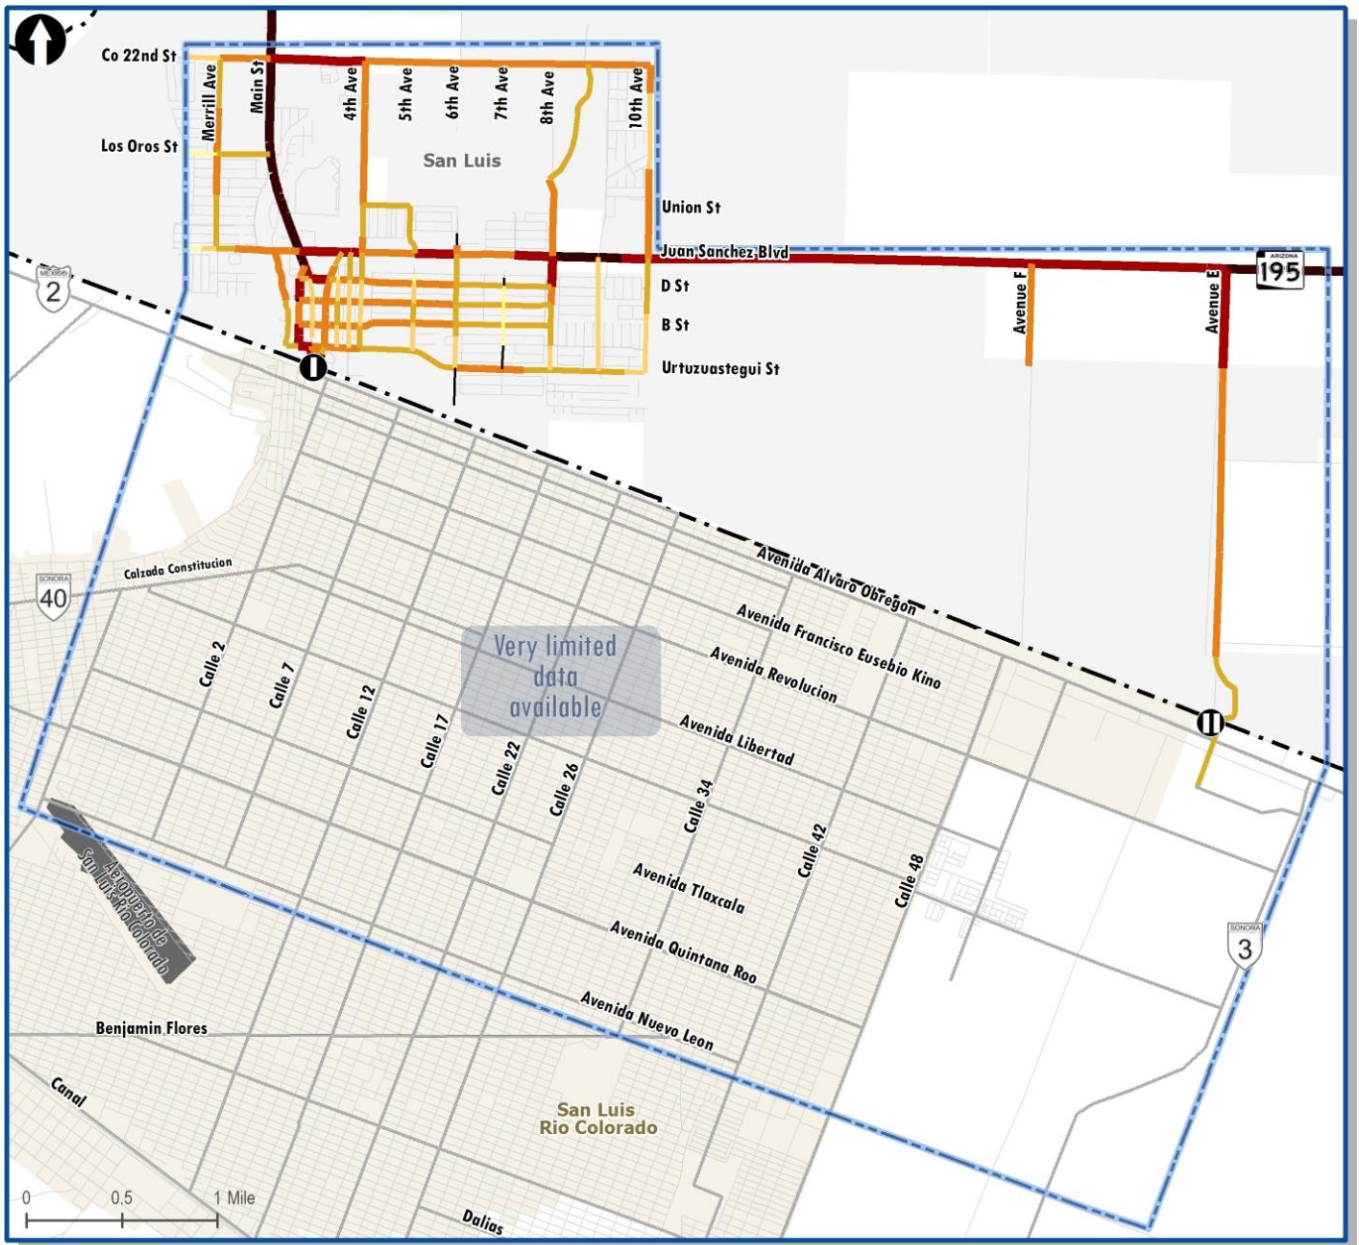 Co 22nd St
Merrill Ave
Main St
4th Ave
5th Ave
6th Ave
7th Ave
8th Ave
10th Ave
Los Oros St
San Luis
Union St
Juan Sanchez Blvd
ARIZONA
195
MEXICO
2
D St
Avenue F
Avenue E
B St
Urtuzuastegui St
I
Avenida Alvaro Obregon
Calzada Constitucion
SONORA
40
Avenida Francisco Eusebio Kino
Very limited
data
available
Avenida Revolucion
Calle 2
Calle 7
Calle 12
Calle 17
Calle 22
Calle 26
Avenida Libertad
II
Calle 34
Calle 42
Calle 48
Aeropuerto de
San Luis Rio Colorado
Avenida Tlaxcala
Avenida Quintana Roo
SONORA
3
Avenida Nuevo Leon
Benjamin Flores
Canal
San Luis
Rio Colorado
0 0.5 1 Mile
Dalias